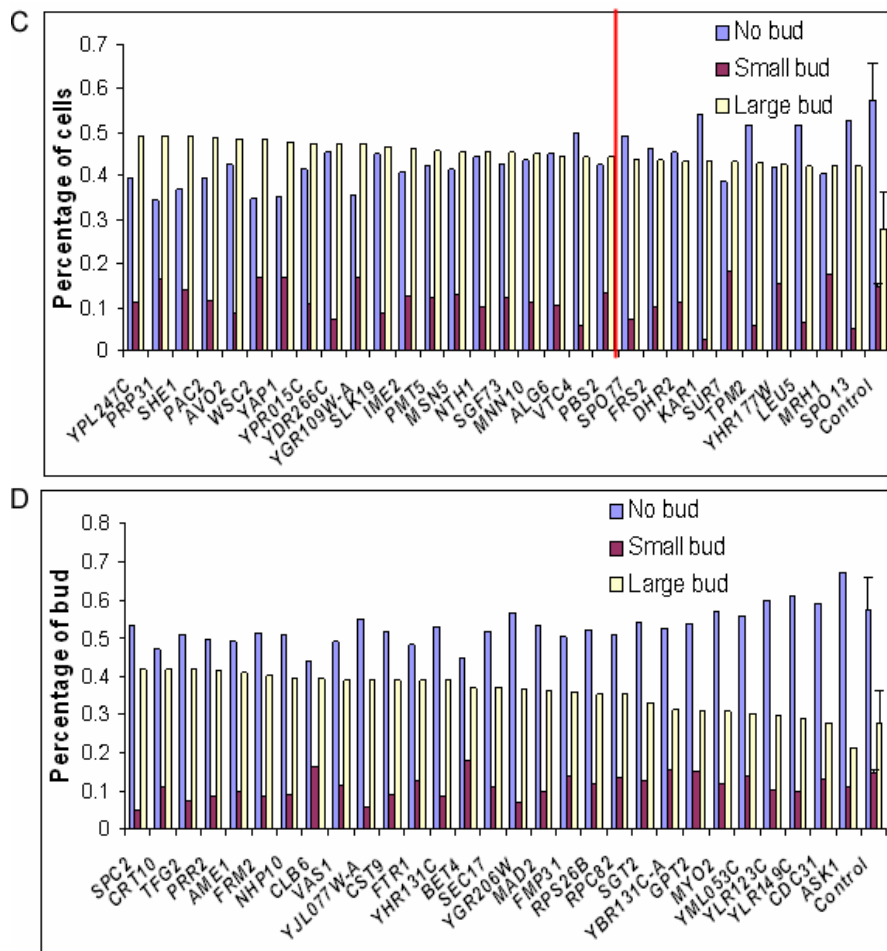 C
Percentage of cells
0.7
0.6
0.5
0.4
0.3
0.2
0.1
0
No bud
Small bud
Large bud
YPL247C
PRP31
SHE1
PAC2
AVO2
WSC2
YAP1
YPR015C
YDR266C
YGR109W-A
SLK19
IME2
PMT5
MSN5
NTH1
SGF73
MNN10
ALG6
VTC4
PBS2
SPO77
FRS2
DHR2
KAR1
SUR7
TPM2
YHR177W
LEU5
MRH1
SPO13
Control
D
Percentage of bud
0.8
0.7
0.6
0.5
0.4
0.3
0.2
0.1
0
No bud
Small bud
Large bud
SPC2
CRT10
TFG2
PRR2
AME1
FRM2
NHP10
CLB6
VAS1
YJL077W-A
CST9
FTR1
YHR131C
BET4
SEC17
YGR206W
MAD2
FMP31
RPS26B
RPC82
SGT2
YBR131C-A
GPT2
MYO2
YML053C
YLR123C
YLR149C
CDC31
ASK1
Control